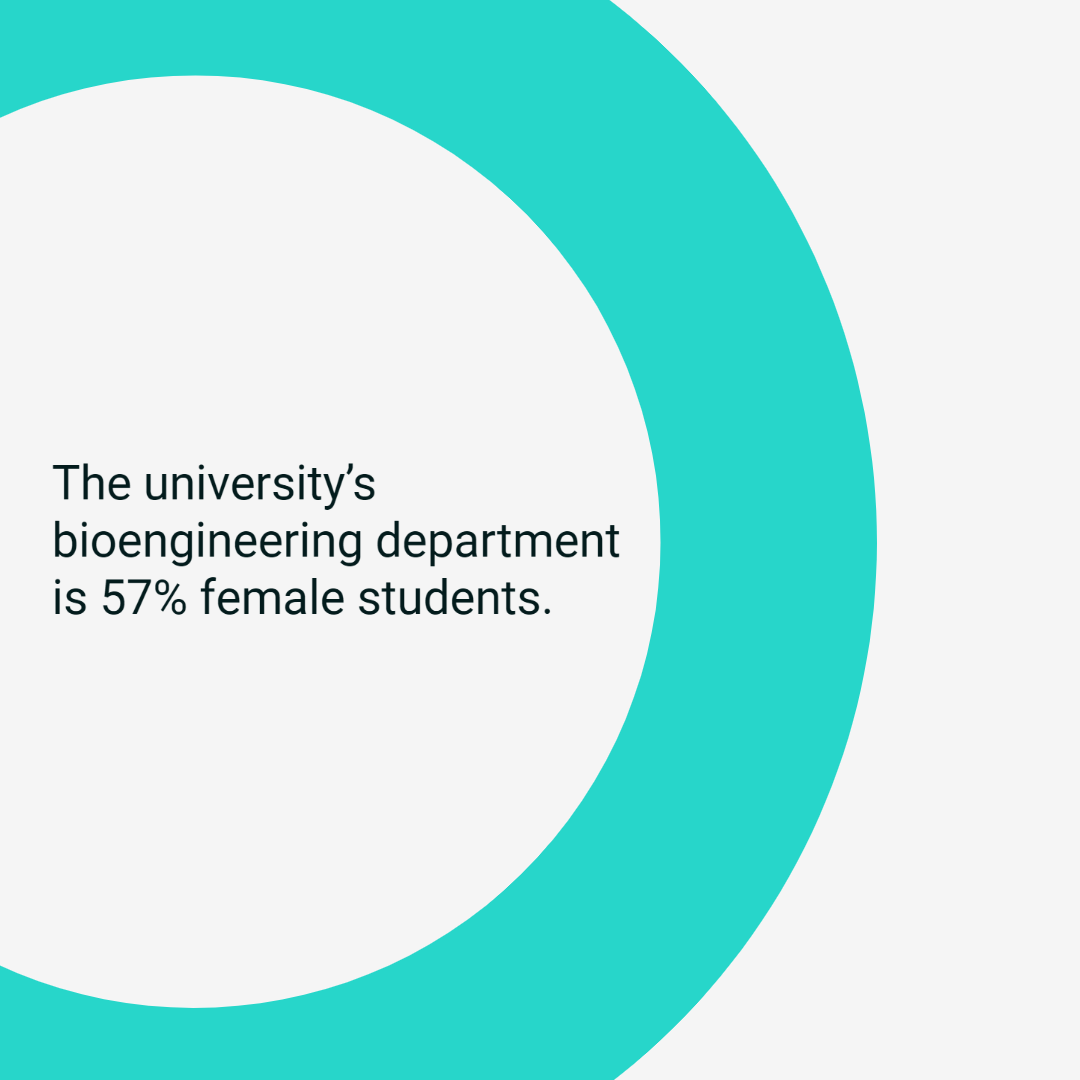 The university’s
bioengineering department
is 57% female students.